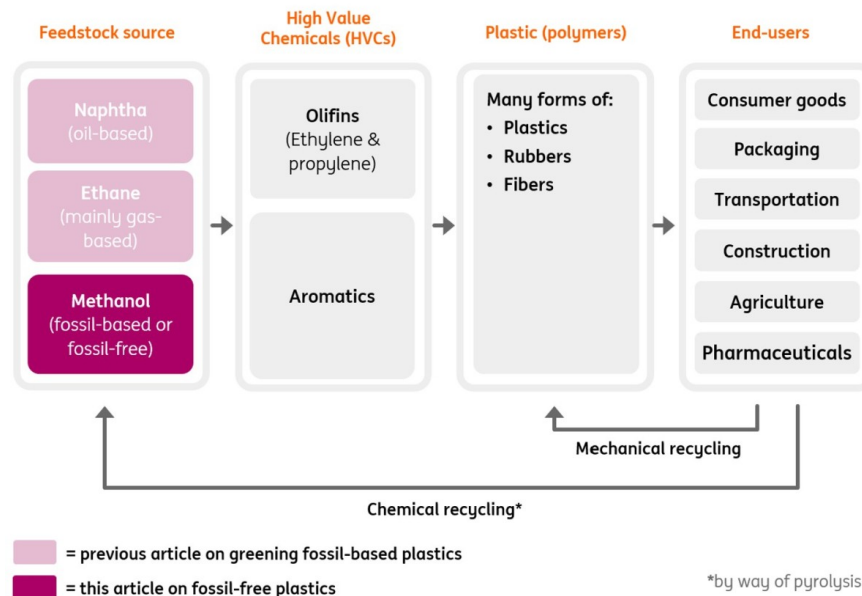 Feedstock source
High Value
Chemicals (HVCs)
Plastic (polymers)
End-users
Naphtha
(oil-based)
Ethane
(mainly gas-
based)
Methanol
(fossil-based or
fossil-free)
Olifins
(Ethylene &
propylene)
Aromatics
Many forms of:
• Plastics
• Rubbers
• Fibers
Consumer goods
Packaging
Transportation
Construction
Agriculture
Pharmaceuticals
Mechanical recycling
Chemical recycling*
= previous article on greening fossil-based plastics
= this article on fossil-free plastics
*by way of pyrolysis